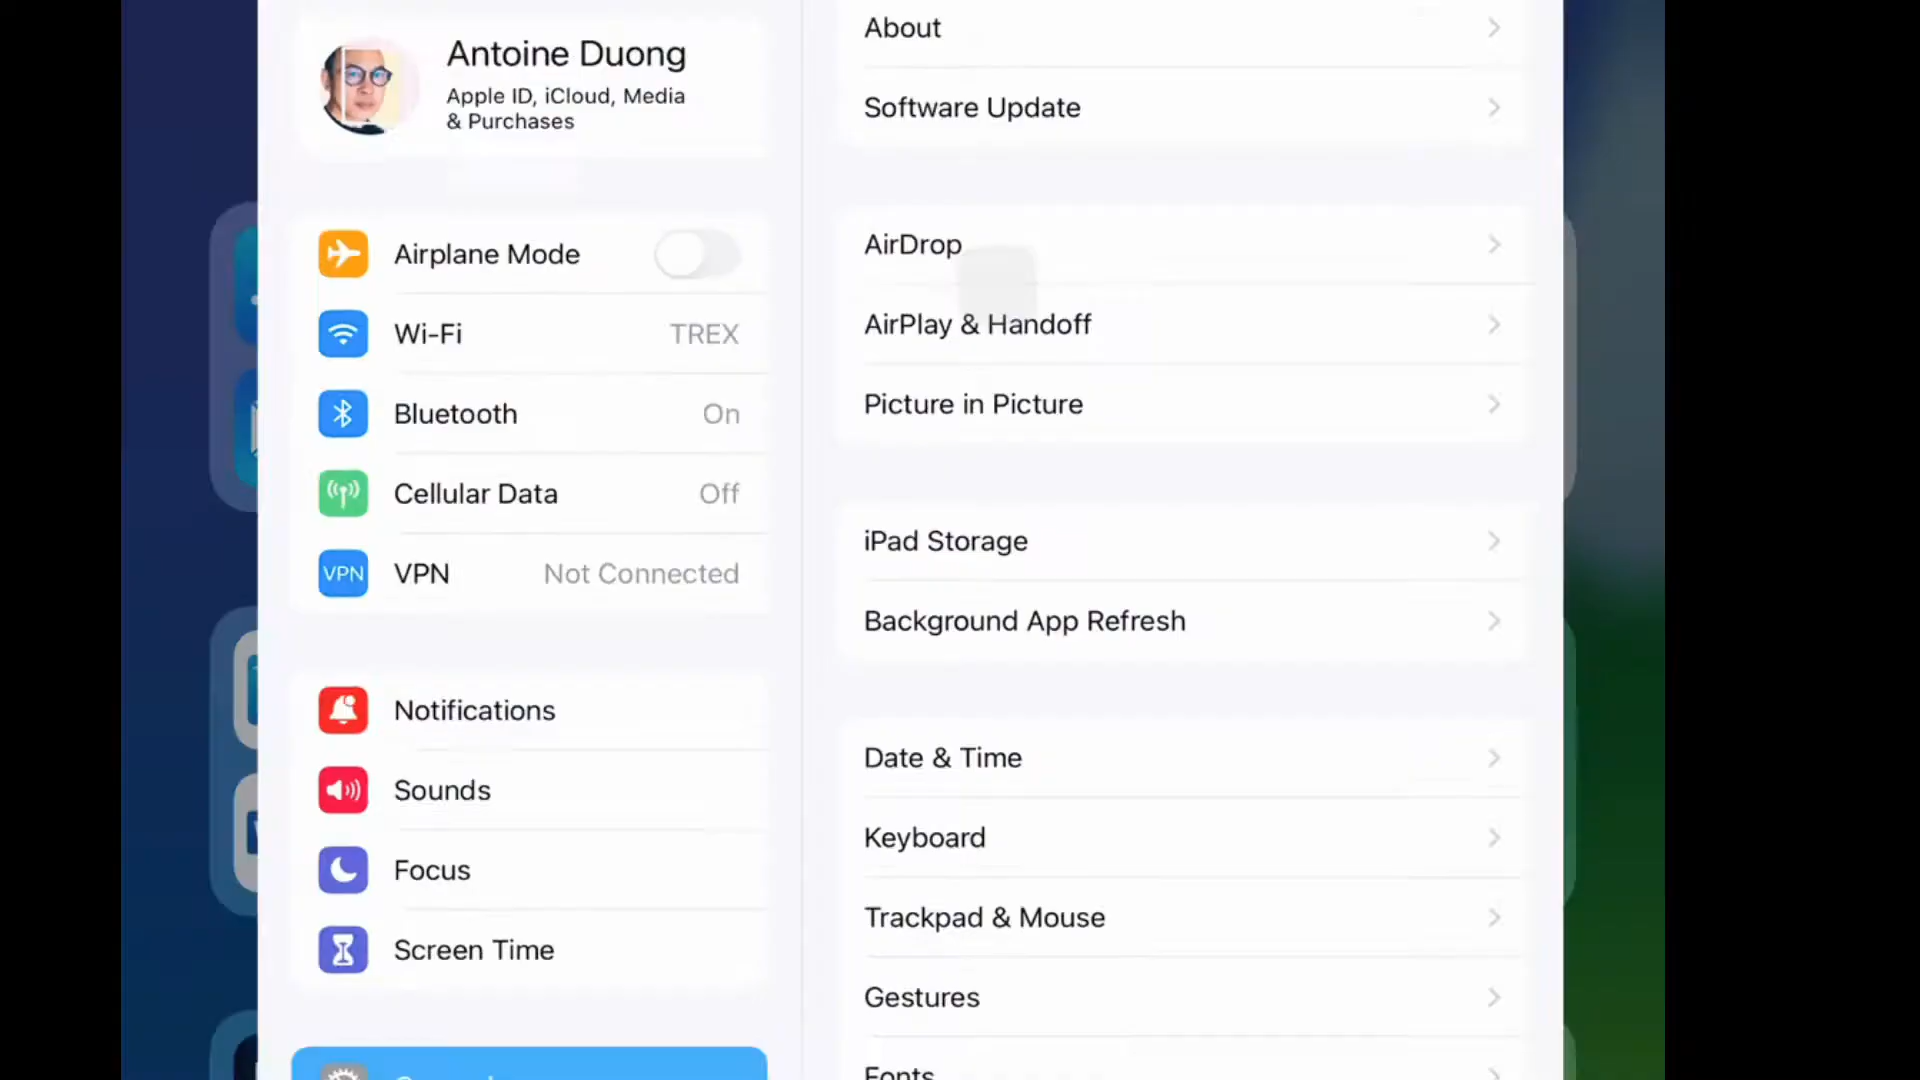 Antoine Duong
Apple ID, iCloud, Media
& Purchases
Airplane Mode
Wi-Fi TREX
Bluetooth On
Cellular Data Off
VPN VPN Not Connected
Notifications
Sounds
Focus
Screen Time
About
Software Update
AirDrop
AirPlay & Handoff
Picture in Picture
iPad Storage
Background App Refresh
Date & Time
Keyboard
Trackpad & Mouse
Gestures
Fonts